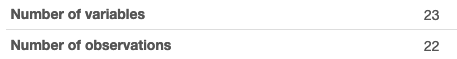 Number of variables 23
Number of observations 22